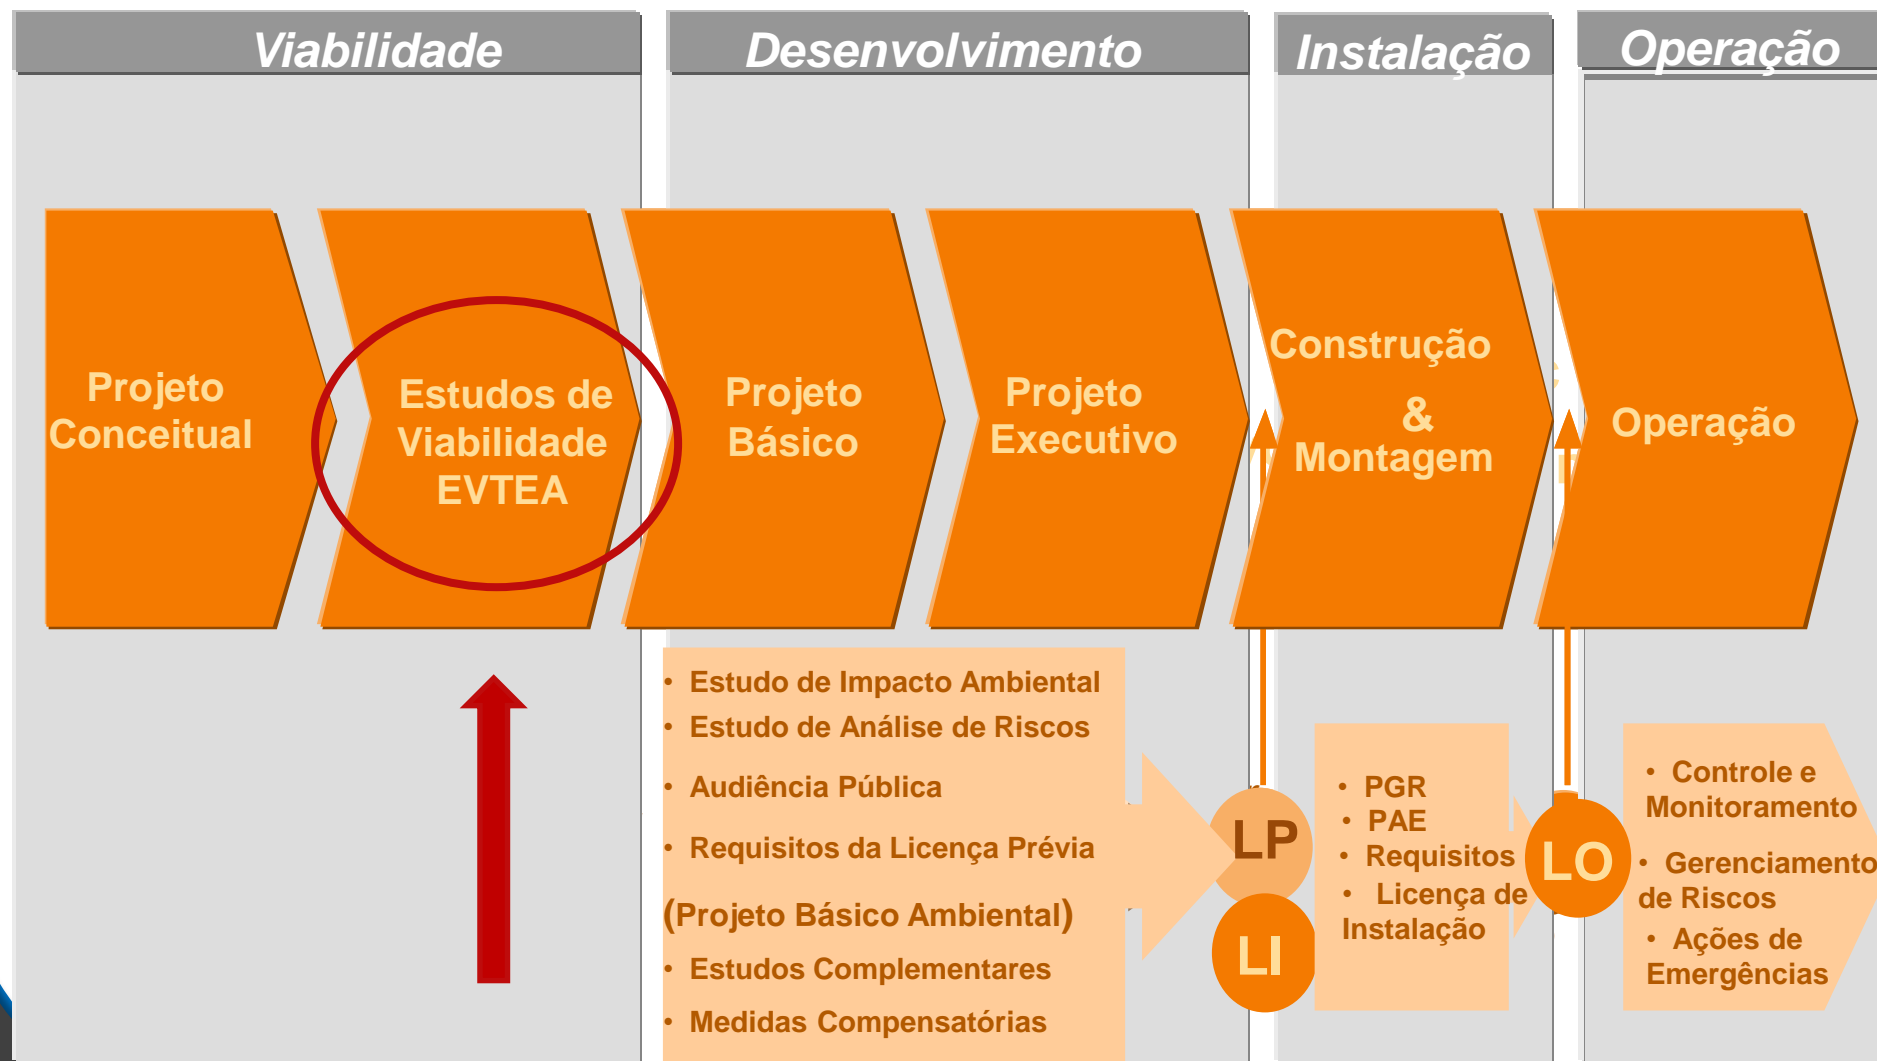 Viabilidade
Desenvolvimento
Instalação
Operação
Projeto
Conceitual
Estudos de
Viabilidade
EVTEA
Projeto
Básico
Projeto
Executivo
Construção
&
Montagem
Operação
• Estudo de Impacto Ambiental
• Estudo de Análise de Riscos
• Audiência Pública
• Requisitos da Licença Prévia
(Projeto Básico Ambiental)
• Estudos Complementares
• Medidas Compensatórias
LP
LI
• PGR
• PAE
• Requisitos
• Licença de
Instalação
LO
• Controle e
Monitoramento
• Gerenciamento
de Riscos
• Ações de
Emergências